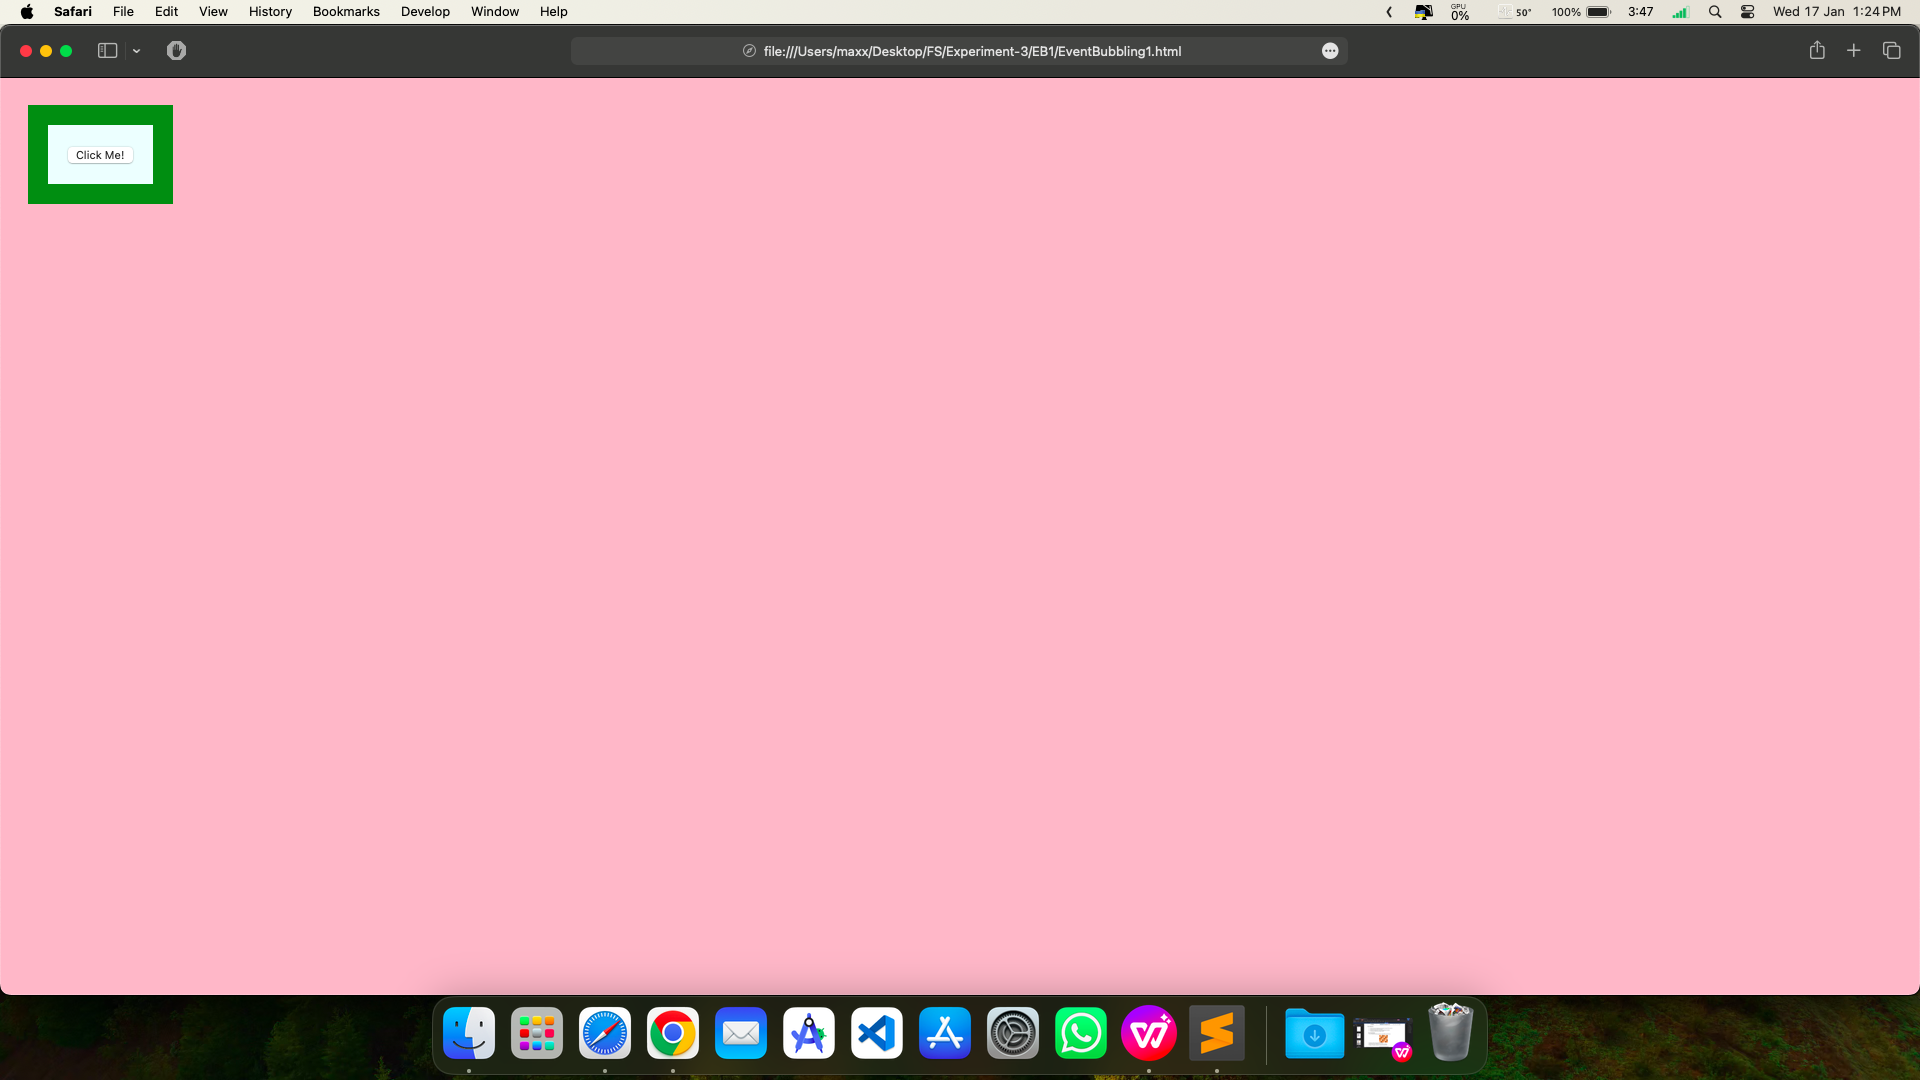 Safari File Edit View History Bookmarks Develop Window Help GPU 0% 50° 100% 3:47 Wed 17 Jan 1:24 PM
file:///Users/maxx/Desktop/FS/Experiment-3/EB1/EventBubbling1.html
Click Me!